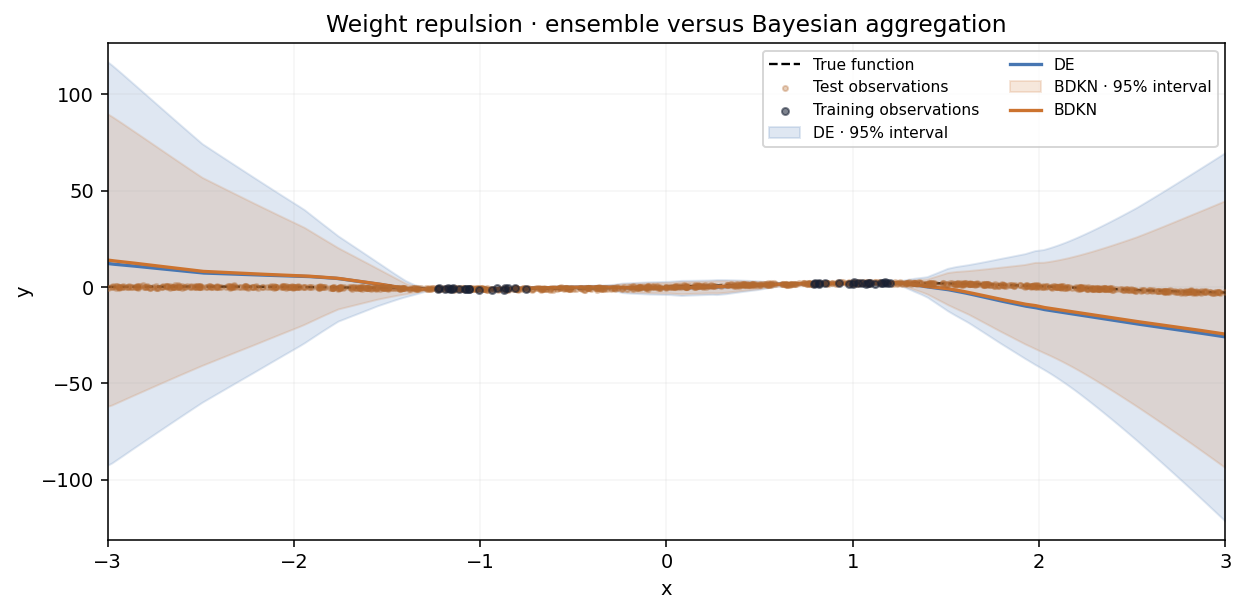 Weight repulsion · ensemble versus Bayesian aggregation
True function
Test observations
Training observations
DE · 95% interval
DE
BDKN · 95% interval
BDKN
100
50
0
−50
−100
y
−3
−2
−1
0
1
2
3
x